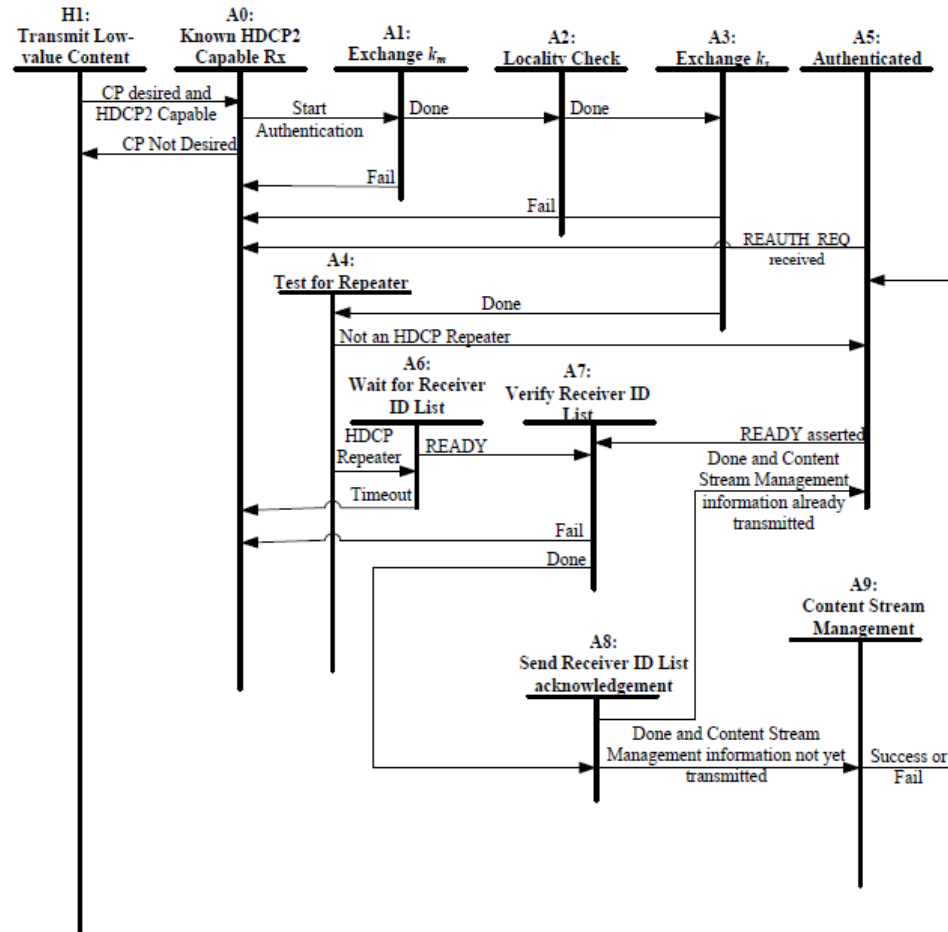 H1:
Transmit Low-
value Content
A0:
Known HDCP2
Capable Rx
A1:
Exchange km
A2:
Locality Check
A3:
Exchange ks
A5:
Authenticated
CP desired and
HDCP2 Capable
Start
Authentication
Done
Done
CP Not Desired
Fail
Fail
REAUTH_REQ
received
A4:
Test for Repeater
Done
Not an HDCP Repeater
A6:
Wait for Receiver
ID List
A7:
Verify Receiver ID
List
HDCP
Repeater
READY
READY asserted
Timeout
Done and Content
Stream Management
information already
transmitted
Fail
Done
A9:
Content Stream
Management
A8:
Send Receiver ID List
acknowledgement
Done and Content Stream
Management information not yet
transmitted
Success or
Fail